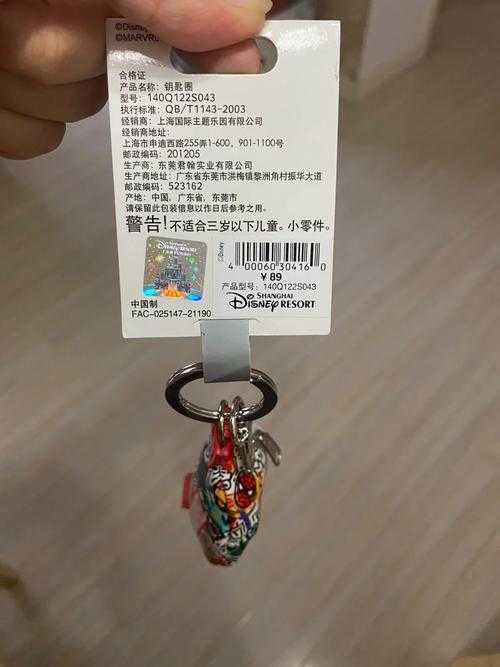 ©Disney
©MARVEL
合格证
产品名称: 钥匙圈
型号: 140Q122S043
执行标准: QB/T1143-2003
经销商: 上海国际主题乐园有限公司
经销商地址:
上海市申迪西路255弄1-600, 901-1100号
邮政编码: 201205
生产商: 东莞君翰实业有限公司
生产商地址: 广东省东莞市洪梅镇黎洲角村振华大道
邮政编码: 523162
产地: 中国, 广东省, 东莞市
请保留此包装信息以作日后参考之用。
警告!不适合三岁以下儿童。小零件。
DISNEY RESORT
©Disney
4 00060 30416 0
¥ 89
产品型号: 140Q122S043
中国制
FAC-025147-21190
SHANGHAI
Disney RESORT